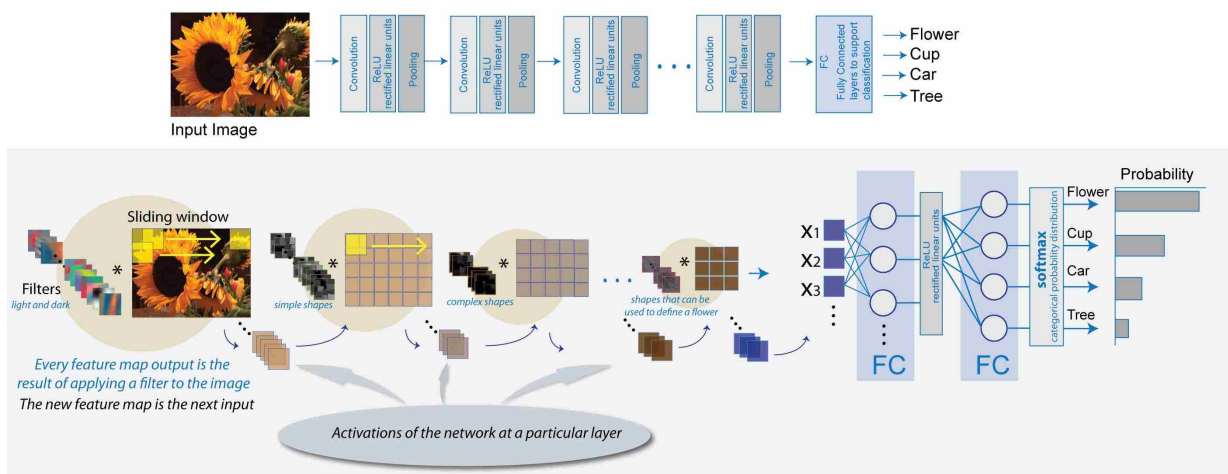 Input Image
Convolution
ReLU
rectified linear units
Pooling
Convolution
ReLU
rectified linear units
Pooling
Convolution
ReLU
rectified linear units
Pooling
• • •
Convolution
ReLU
rectified linear units
Pooling
FC
Fully Connected
layers to support
classification
Flower
Cup
Car
Tree
Sliding window
*
Filters
light and dark
*
simple shapes
*
complex shapes
• • •
*
shapes that can be
used to define a flower
Every feature map output is the
result of applying a filter to the image
The new feature map is the next input
Activations of the network at a particular layer
X1
X2
X3
FC
ReLU
rectified linear units
FC
softmax
categorical probability distribution
Probability
Flower
Cup
Car
Tree